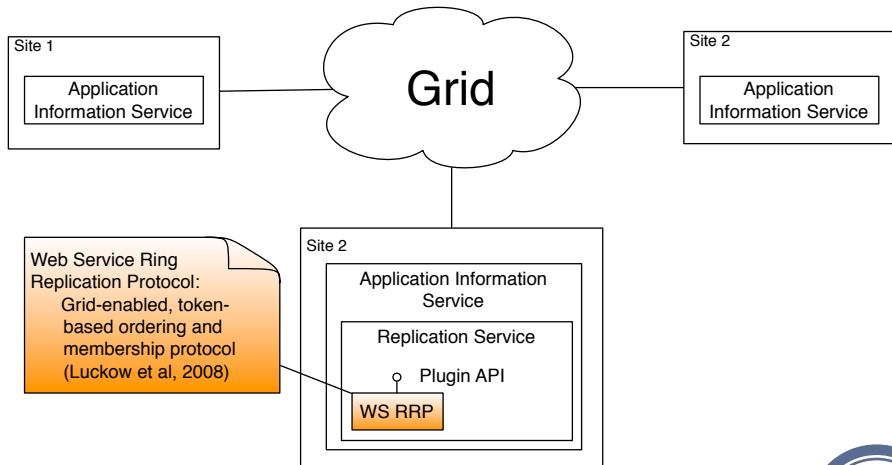 Site 1
Application
Information Service
Grid
Site 2
Application
Information Service
Web Service Ring
Replication Protocol:
Grid-enabled, token-
based ordering and
membership protocol
(Luckow et al, 2008)
Site 2
Application Information
Service
Replication Service
Plugin API
WS RRP